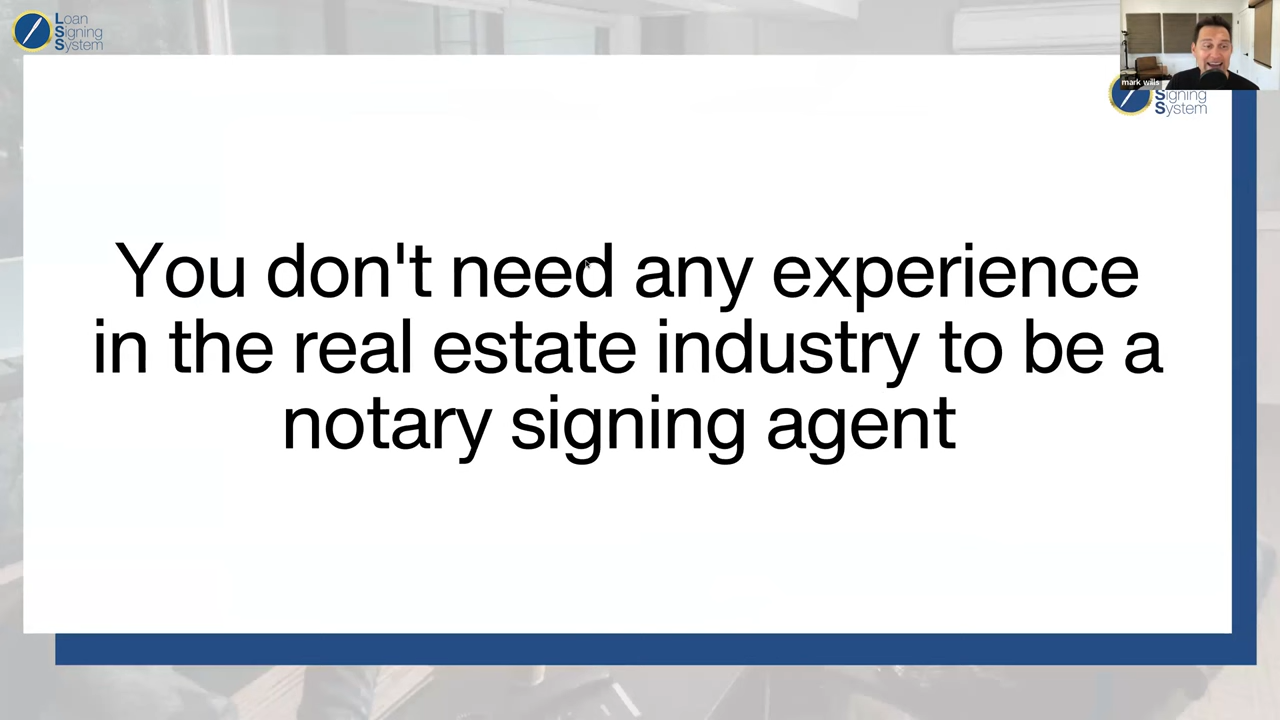 Loan
Signing
System
mark wills
Signing
System
You don't need any experience
in the real estate industry to be a
notary signing agent